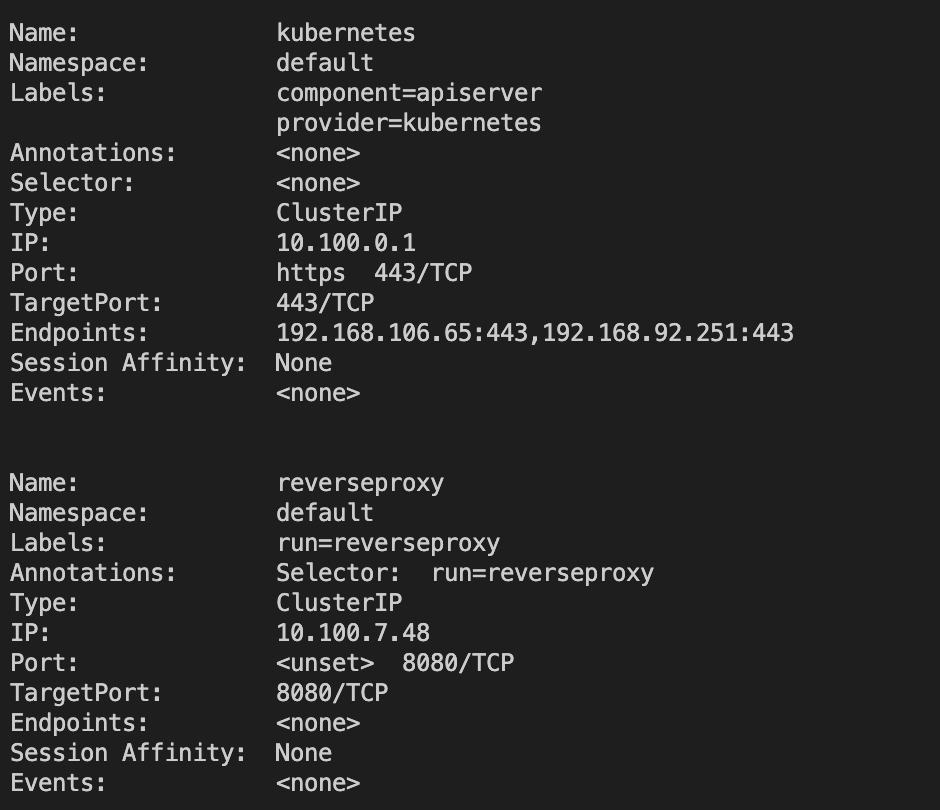 Name:              kubernetes
Namespace:         default
Labels:            component=apiserver
                   provider=kubernetes
Annotations:       <none>
Selector:          <none>
Type:              ClusterIP
IP:                10.100.0.1
Port:              https  443/TCP
TargetPort:        443/TCP
Endpoints:         192.168.106.65:443,192.168.92.251:443
Session Affinity:  None
Events:            <none>
Name:              reverseproxy
Namespace:         default
Labels:            run=reverseproxy
Annotations:       Selector:  run=reverseproxy
Type:              ClusterIP
IP:                10.100.7.48
Port:              <unset>  8080/TCP
TargetPort:        8080/TCP
Endpoints:         <none>
Session Affinity:  None
Events:            <none>